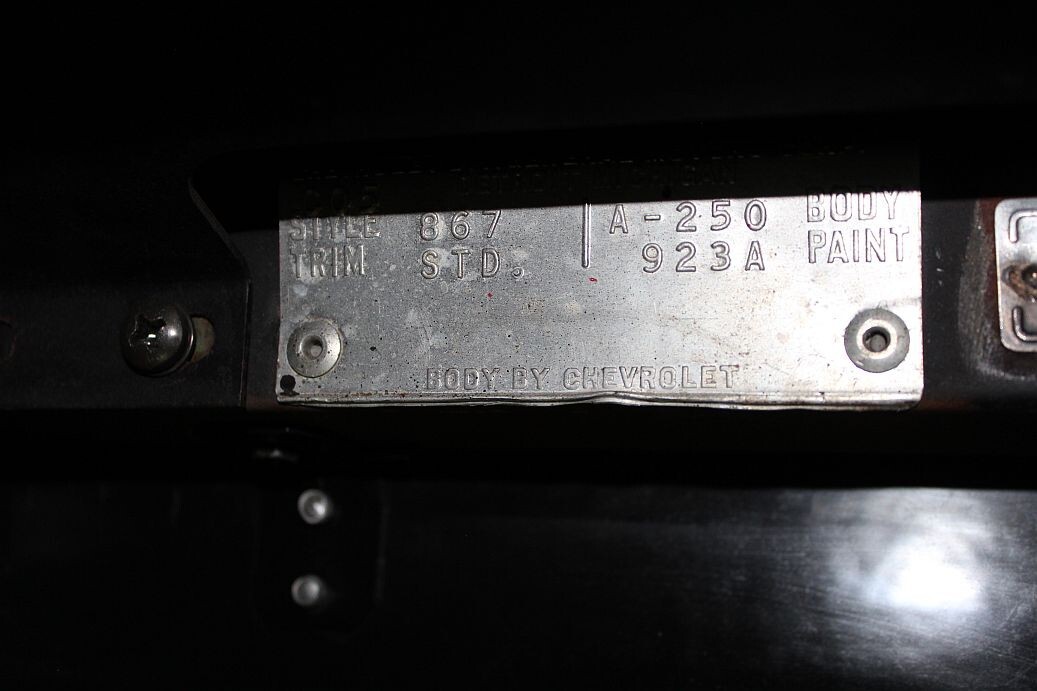 DETROIT, MICHIGAN
STYLE 867 A-250 BODY
TRIM STD. 923A PAINT
BODY BY CHEVROLET